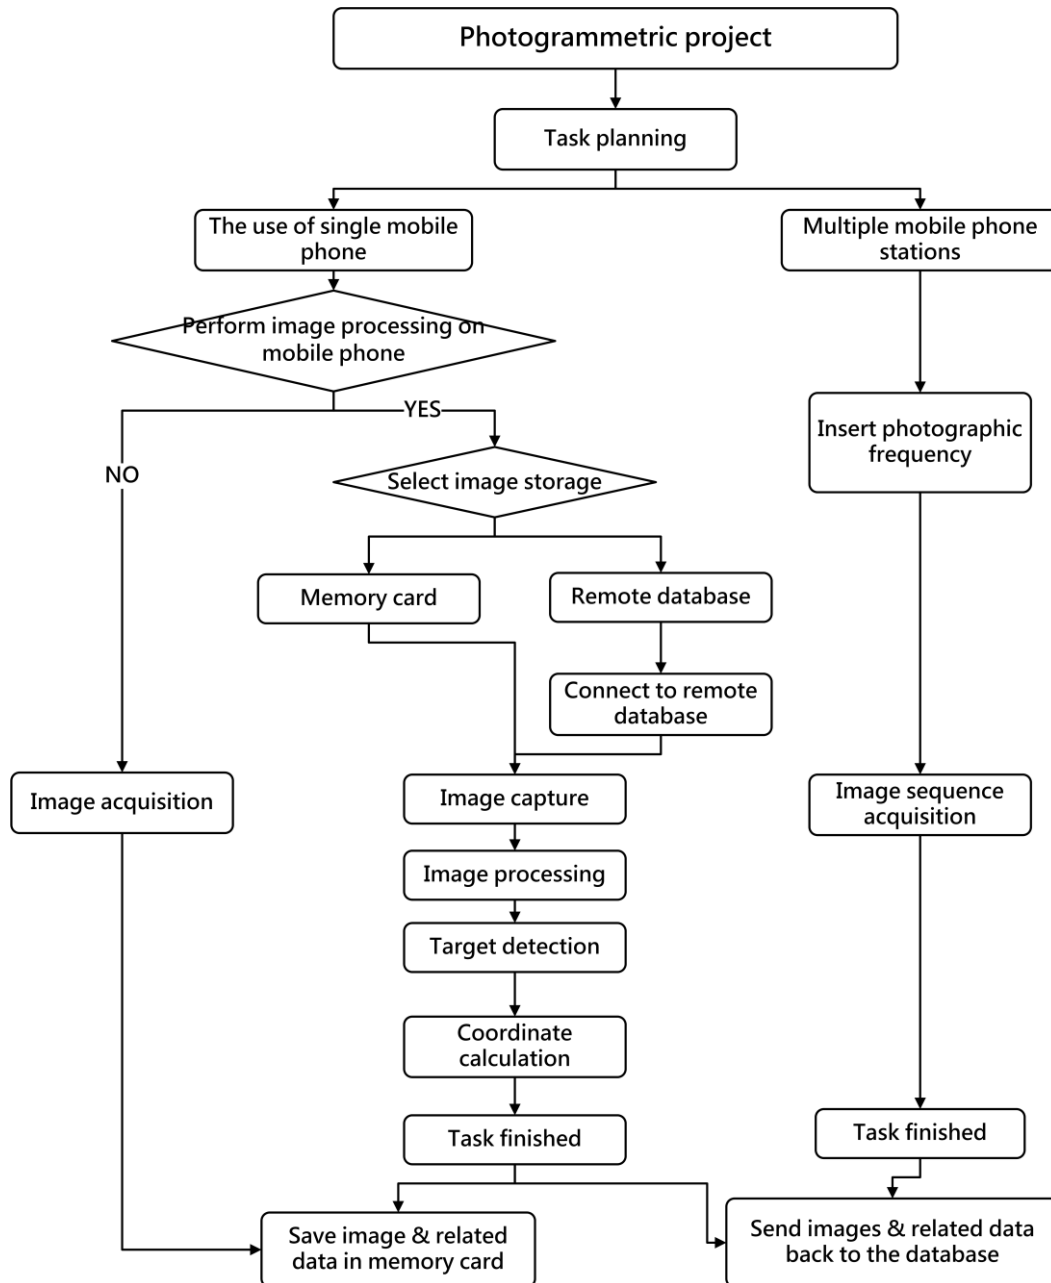 Photogrammetric project
Task planning
The use of single mobile
phone
Multiple mobile phone
stations
Perform image processing on
mobile phone
YES
NO
Insert photographic
frequency
Select image storage
Memory card
Remote database
Connect to remote
database
Image acquisition
Image capture
Image sequence
acquisition
Image processing
Target detection
Coordinate
calculation
Task finished
Task finished
Save image & related
data in memory card
Send images & related data
back to the database